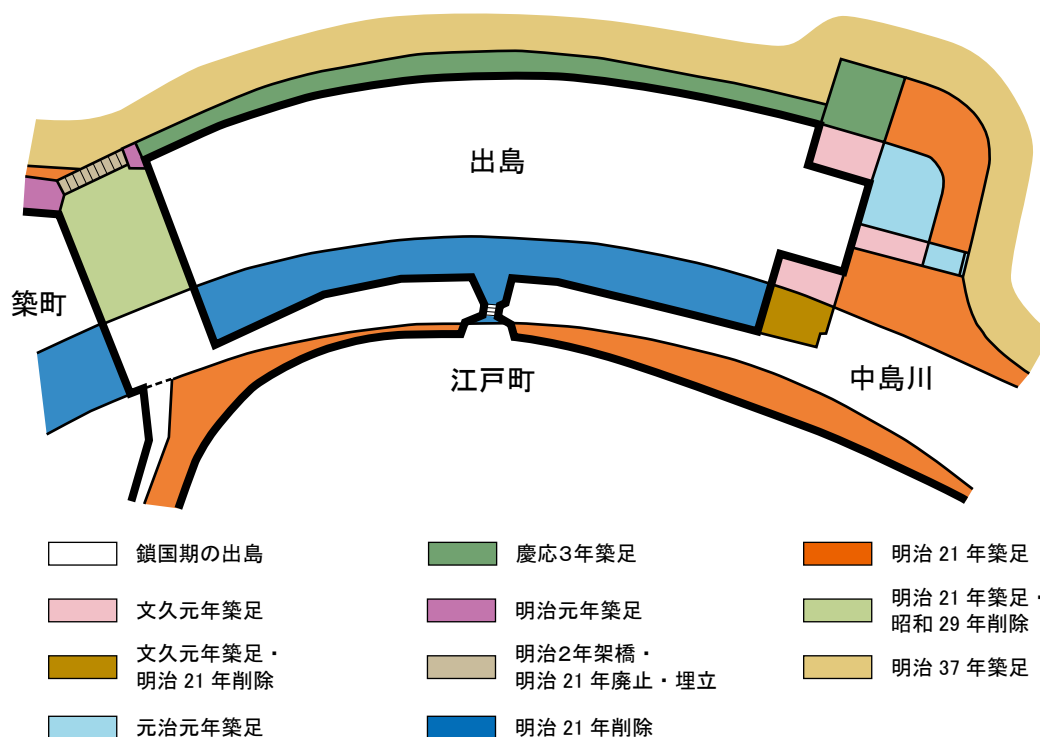 出島
築町
江戸町
中島川
鎖国期の出島
文久元年築足
文久元年築足・
明治 21 年削除
元治元年築足
慶応3年築足
明治元年築足
明治2年架橋・
明治 21 年廃止・埋立
明治 21 年削除
明治 21 年築足
明治 21 年築足・
昭和 29 年削除
明治 37 年築足